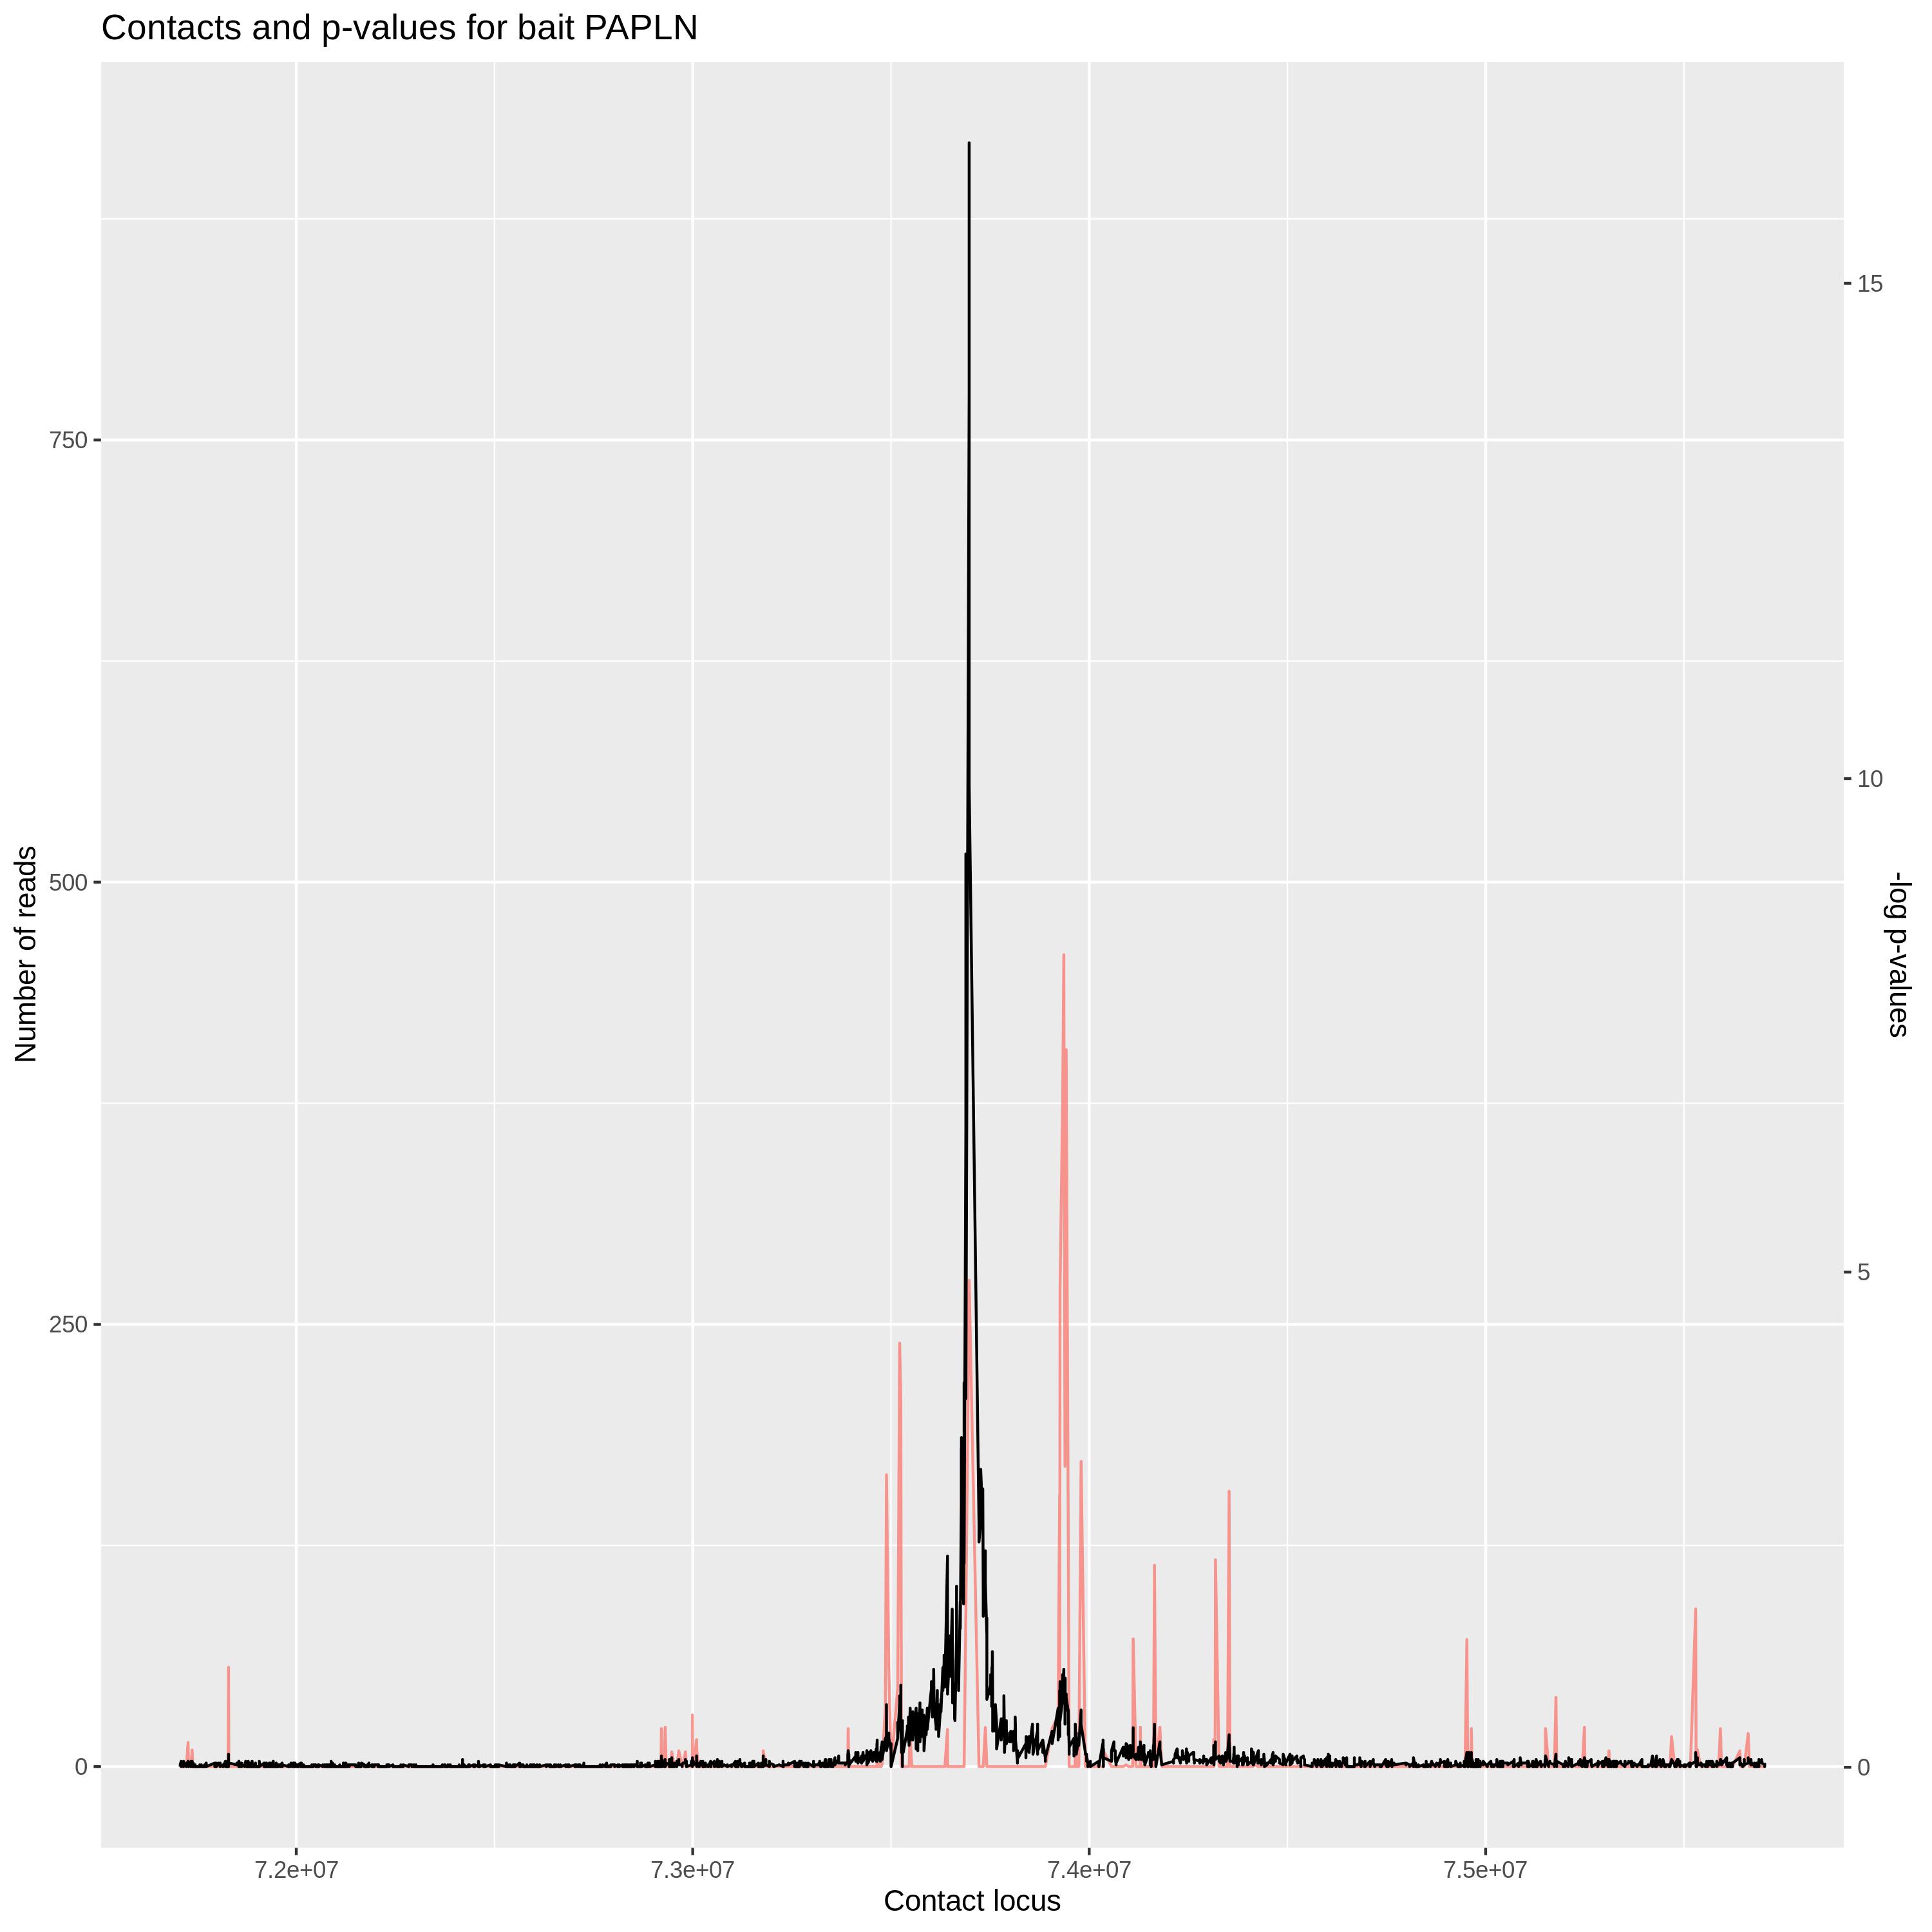 Contacts and p-values for bait PAPLN
Number of reads
750
500
250
0
15
10
5
0
-log p-values
7.2e+07 7.3e+07 7.4e+07 7.5e+07
Contact locus